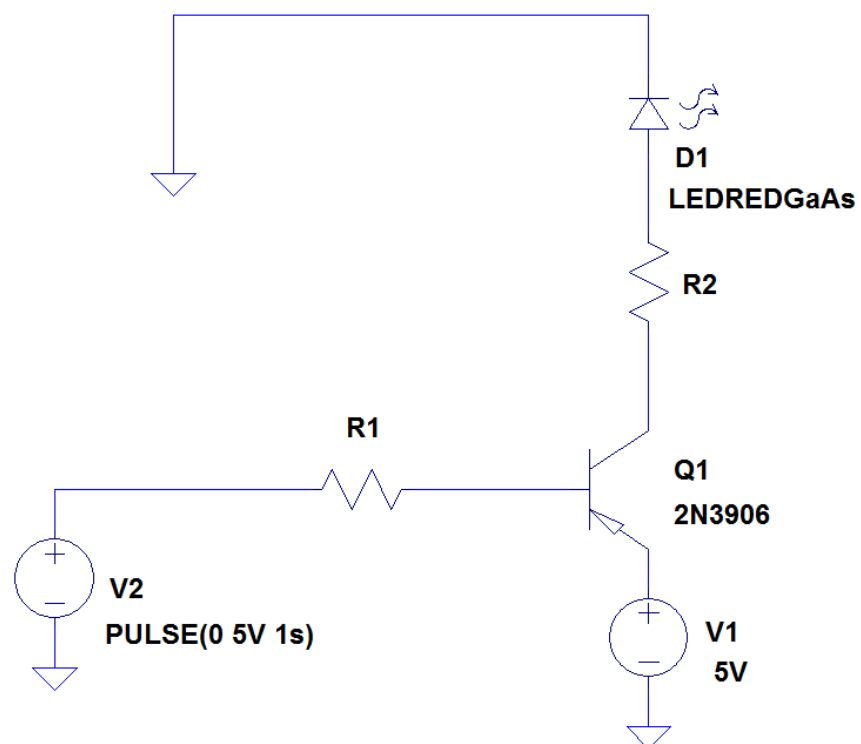 D1
LEDREDGaAs
R2
R1
Q1
2N3906
V2
PULSE(0 5V 1s)
V1
5V